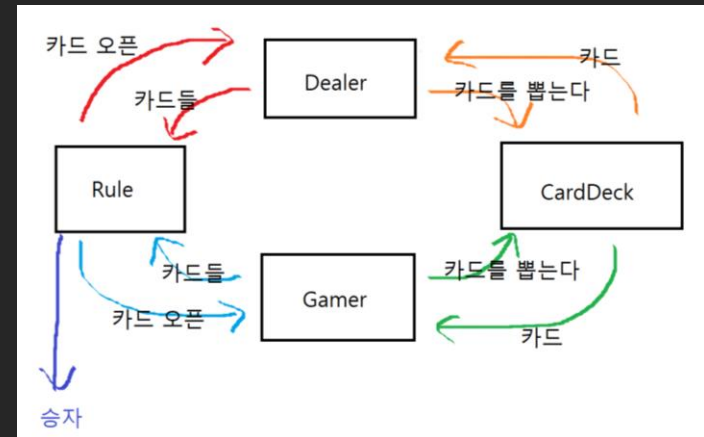 카드 오픈
Dealer
카드
카드들
카드를 뽑는다
Rule
CardDeck
카드들
카드를 뽑는다
Gamer
카드 오픈
카드
승자